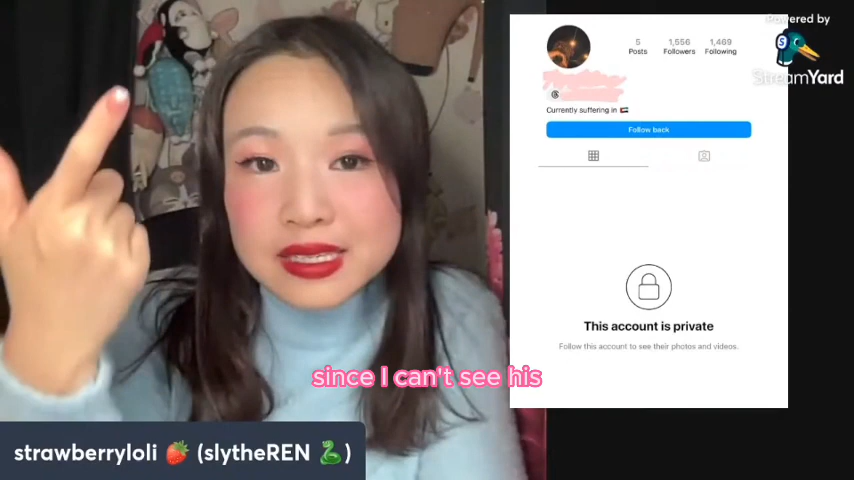 Powered by
StreamYard
5 1,556 1,469
Posts Followers Following
Currently suffering in 🇦🇪
Follow back
This account is private
Follow this account to see their photos and videos.
since I can't see his
strawberryloli 🍓 (slytheREN 🐍)